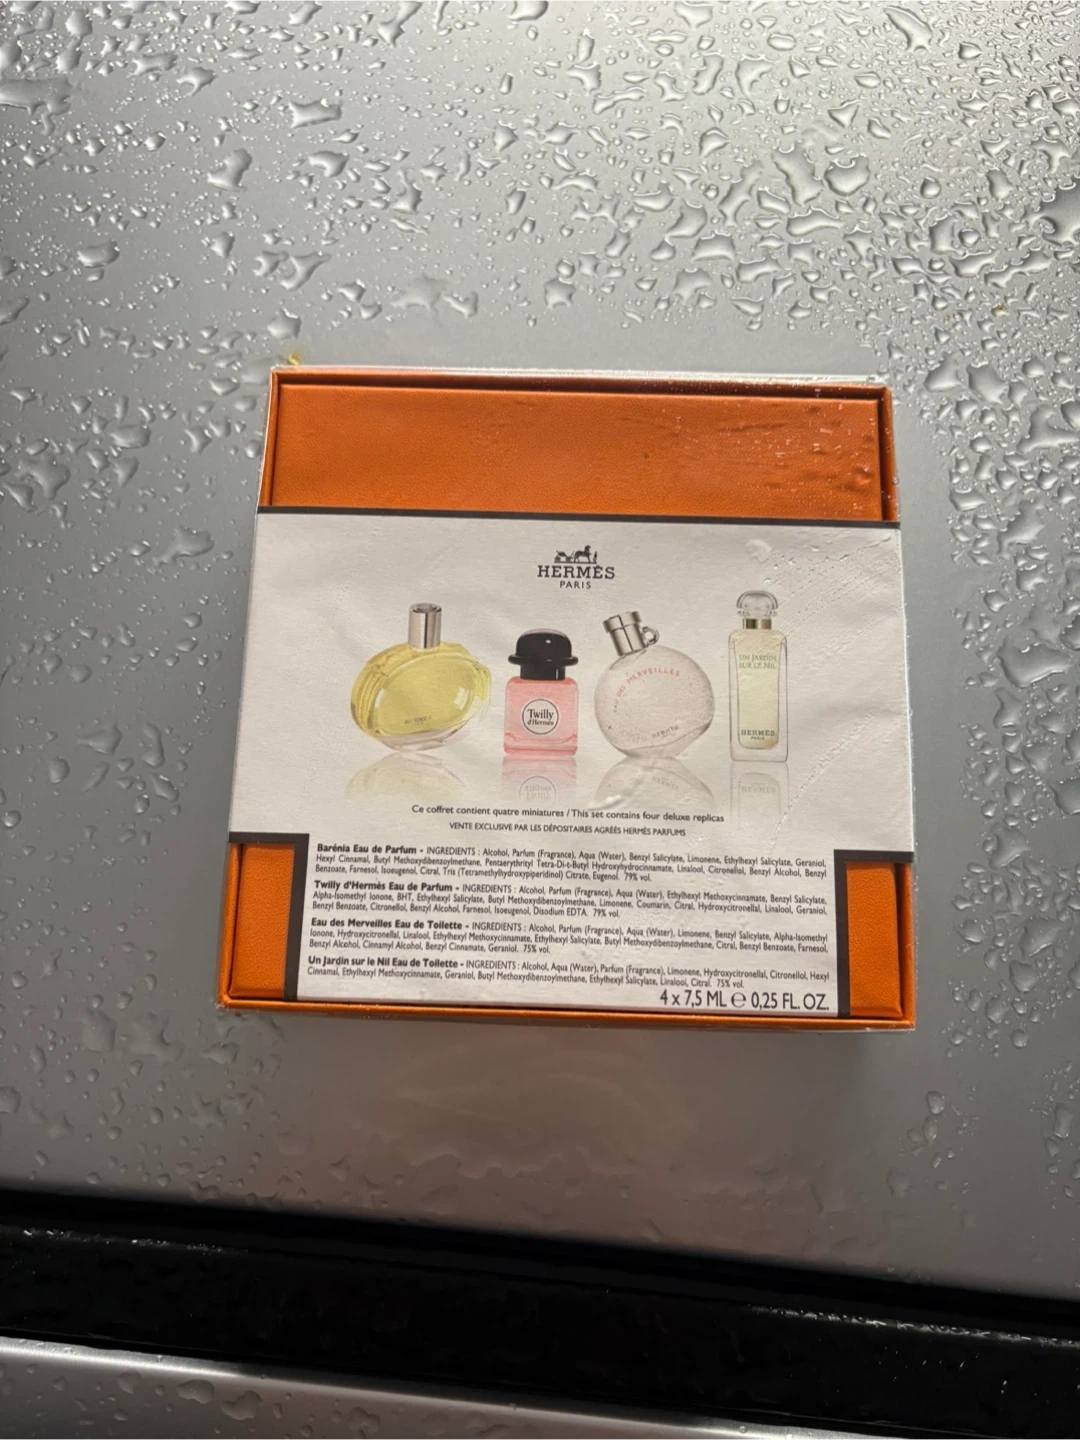 HERMÈS
PARIS
UN JARDIN
SUR LE NIL
EAU DES MERVEILLES
Twilly
d'Hermès
HERMÈS
HERMÈS
HERMÈS
PARIS
Ce coffret contient quatre miniatures / This set contains four deluxe replicas
VENTE EXCLUSIVE PAR LES DÉPOSITAIRES AGRÉÉS HERMÈS PARFUMS
Barénia Eau de Parfum - INGREDIENTS : Alcohol, Parfum (Fragrance), Aqua (Water), Benzyl Salicylate, Limonene, Ethylhexyl Salicylate, Geraniol,
Hexyl Cinnamal, Butyl Methoxydibenzoylmethane, Pentaerythrityl Tetra-Di-t-Butyl Hydroxyhydrocinnamate, Linalool, Citronellol, Benzyl Alcohol, Benzyl
Benzoate, Farnesol, Isoeugenol, Citral, Tris (Tetramethylhydroxypiperidinol) Citrate, Eugenol. 79% vol.
Twilly d'Hermès Eau de Parfum - INGREDIENTS : Alcohol, Parfum (Fragrance), Aqua (Water), Ethylhexyl Methoxycinnamate, Benzyl Salicylate,
Alpha-Isomethyl Ionone, BHT, Ethylhexyl Salicylate, Butyl Methoxydibenzoylmethane, Limonene, Coumarin, Citral, Hydroxycitronellal, Linalool, Geraniol,
Benzyl Benzoate, Citronellol, Benzyl Alcohol, Farnesol, Isoeugenol, Disodium EDTA. 79% vol.
Eau des Merveilles Eau de Toilette - INGREDIENTS : Alcohol, Parfum (Fragrance), Aqua (Water), Limonene, Benzyl Salicylate, Alpha-Isomethyl
Ionone, Hydroxycitronellal, Linalool, Ethylhexyl Methoxycinnamate, Ethylhexyl Salicylate, Butyl Methoxydibenzoylmethane, Citral, Benzyl Benzoate, Farnesol,
Benzyl Alcohol, Cinnamyl Alcohol, Benzyl Cinnamate, Geraniol. 75% vol.
Un Jardin sur le Nil Eau de Toilette - INGREDIENTS : Alcohol, Aqua (Water), Parfum (Fragrance), Limonene, Hydroxycitronellal, Citronellol, Hexyl
Cinnamal, Ethylhexyl Methoxycinnamate, Geraniol, Butyl Methoxydibenzoylmethane, Ethylhexyl Salicylate, Linalool, Citral. 75% vol.
4 x 7,5 ML ℮ 0,25 FL. OZ.